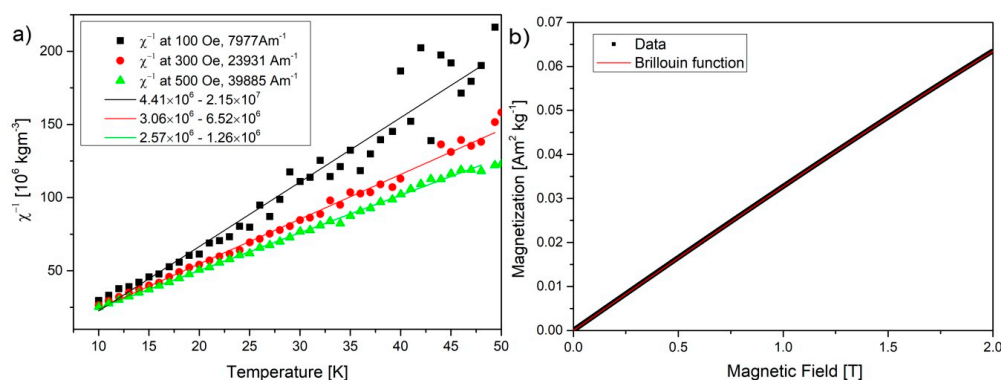 a)
χ⁻¹ at 100 Oe, 7977Am⁻¹
χ⁻¹ at 300 Oe, 23931 Am⁻¹
χ⁻¹ at 500 Oe, 39885 Am⁻¹
4.41×10⁶ - 2.15×10⁷
3.06×10⁶ - 6.52×10⁶
2.57×10⁶ - 1.26×10⁶
200
150
100
50
χ⁻¹ [10⁶ kgm⁻³]
10 15 20 25 30 35 40 45 50
Temperature [K]
b)
Data
Brillouin function
0.07
0.06
0.05
0.04
0.03
0.02
0.01
0.00
Magnetization [Am² kg⁻¹]
0.0 0.5 1.0 1.5 2.0
Magnetic Field [T]